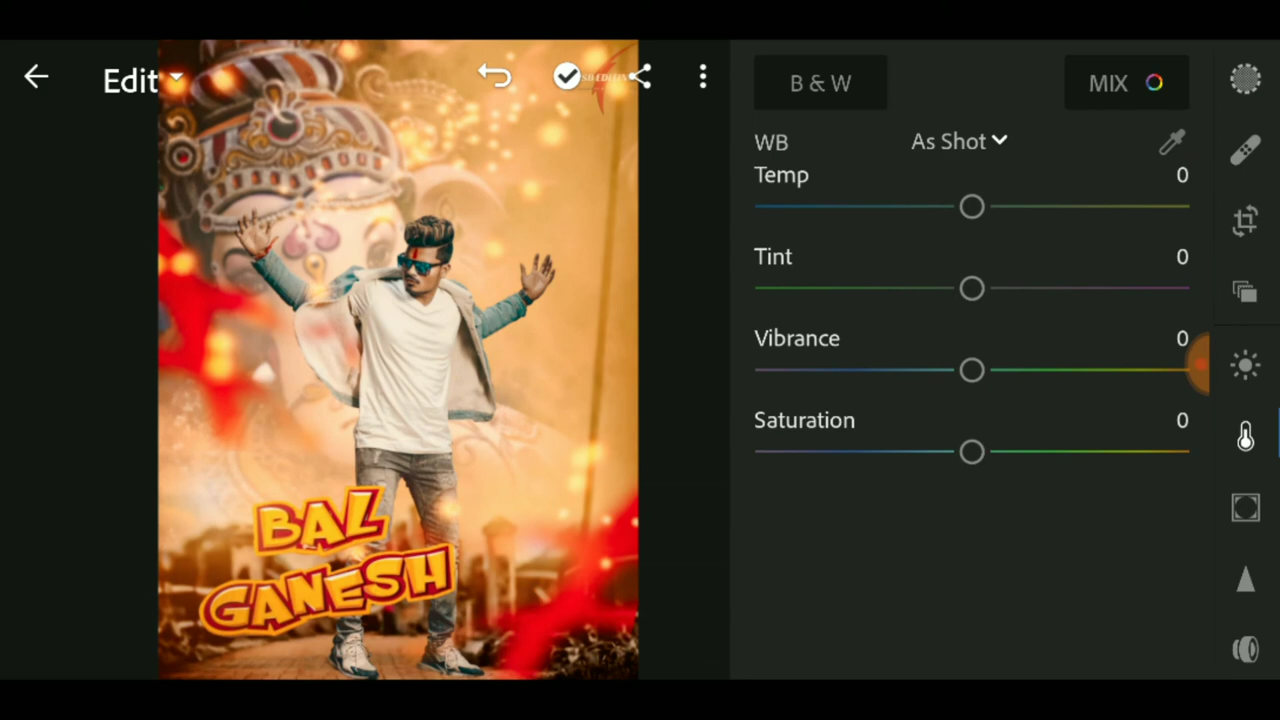 Edit
B & W
MIX
WB
As Shot
Temp
0
Tint
0
Vibrance
0
Saturation
0
BAL
GANESH